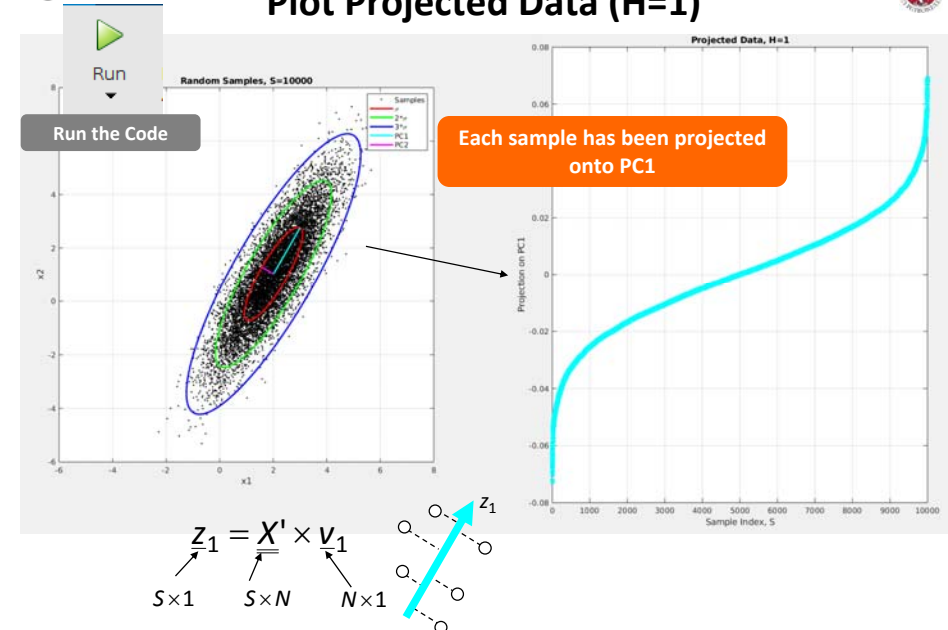 Plot Projected Data (H=1)
Run
Run the Code
Random Samples, S=10000
Samples
σ
2*σ
3*σ
PC1
PC2
8
4
2
0
-2
-4
-6
x2
-6
-4
-2
0
2
4
6
8
x1
Each sample has been projected
onto PC1
Projected Data, H=1
0.08
0.06
0.02
0
-0.02
-0.04
-0.06
-0.08
Projection on PC1
0
1000
2000
3000
4000
5000
6000
7000
8000
9000
10000
Sample Index, S
z1 = X' × v1
S×1
S×N
N×1
z1